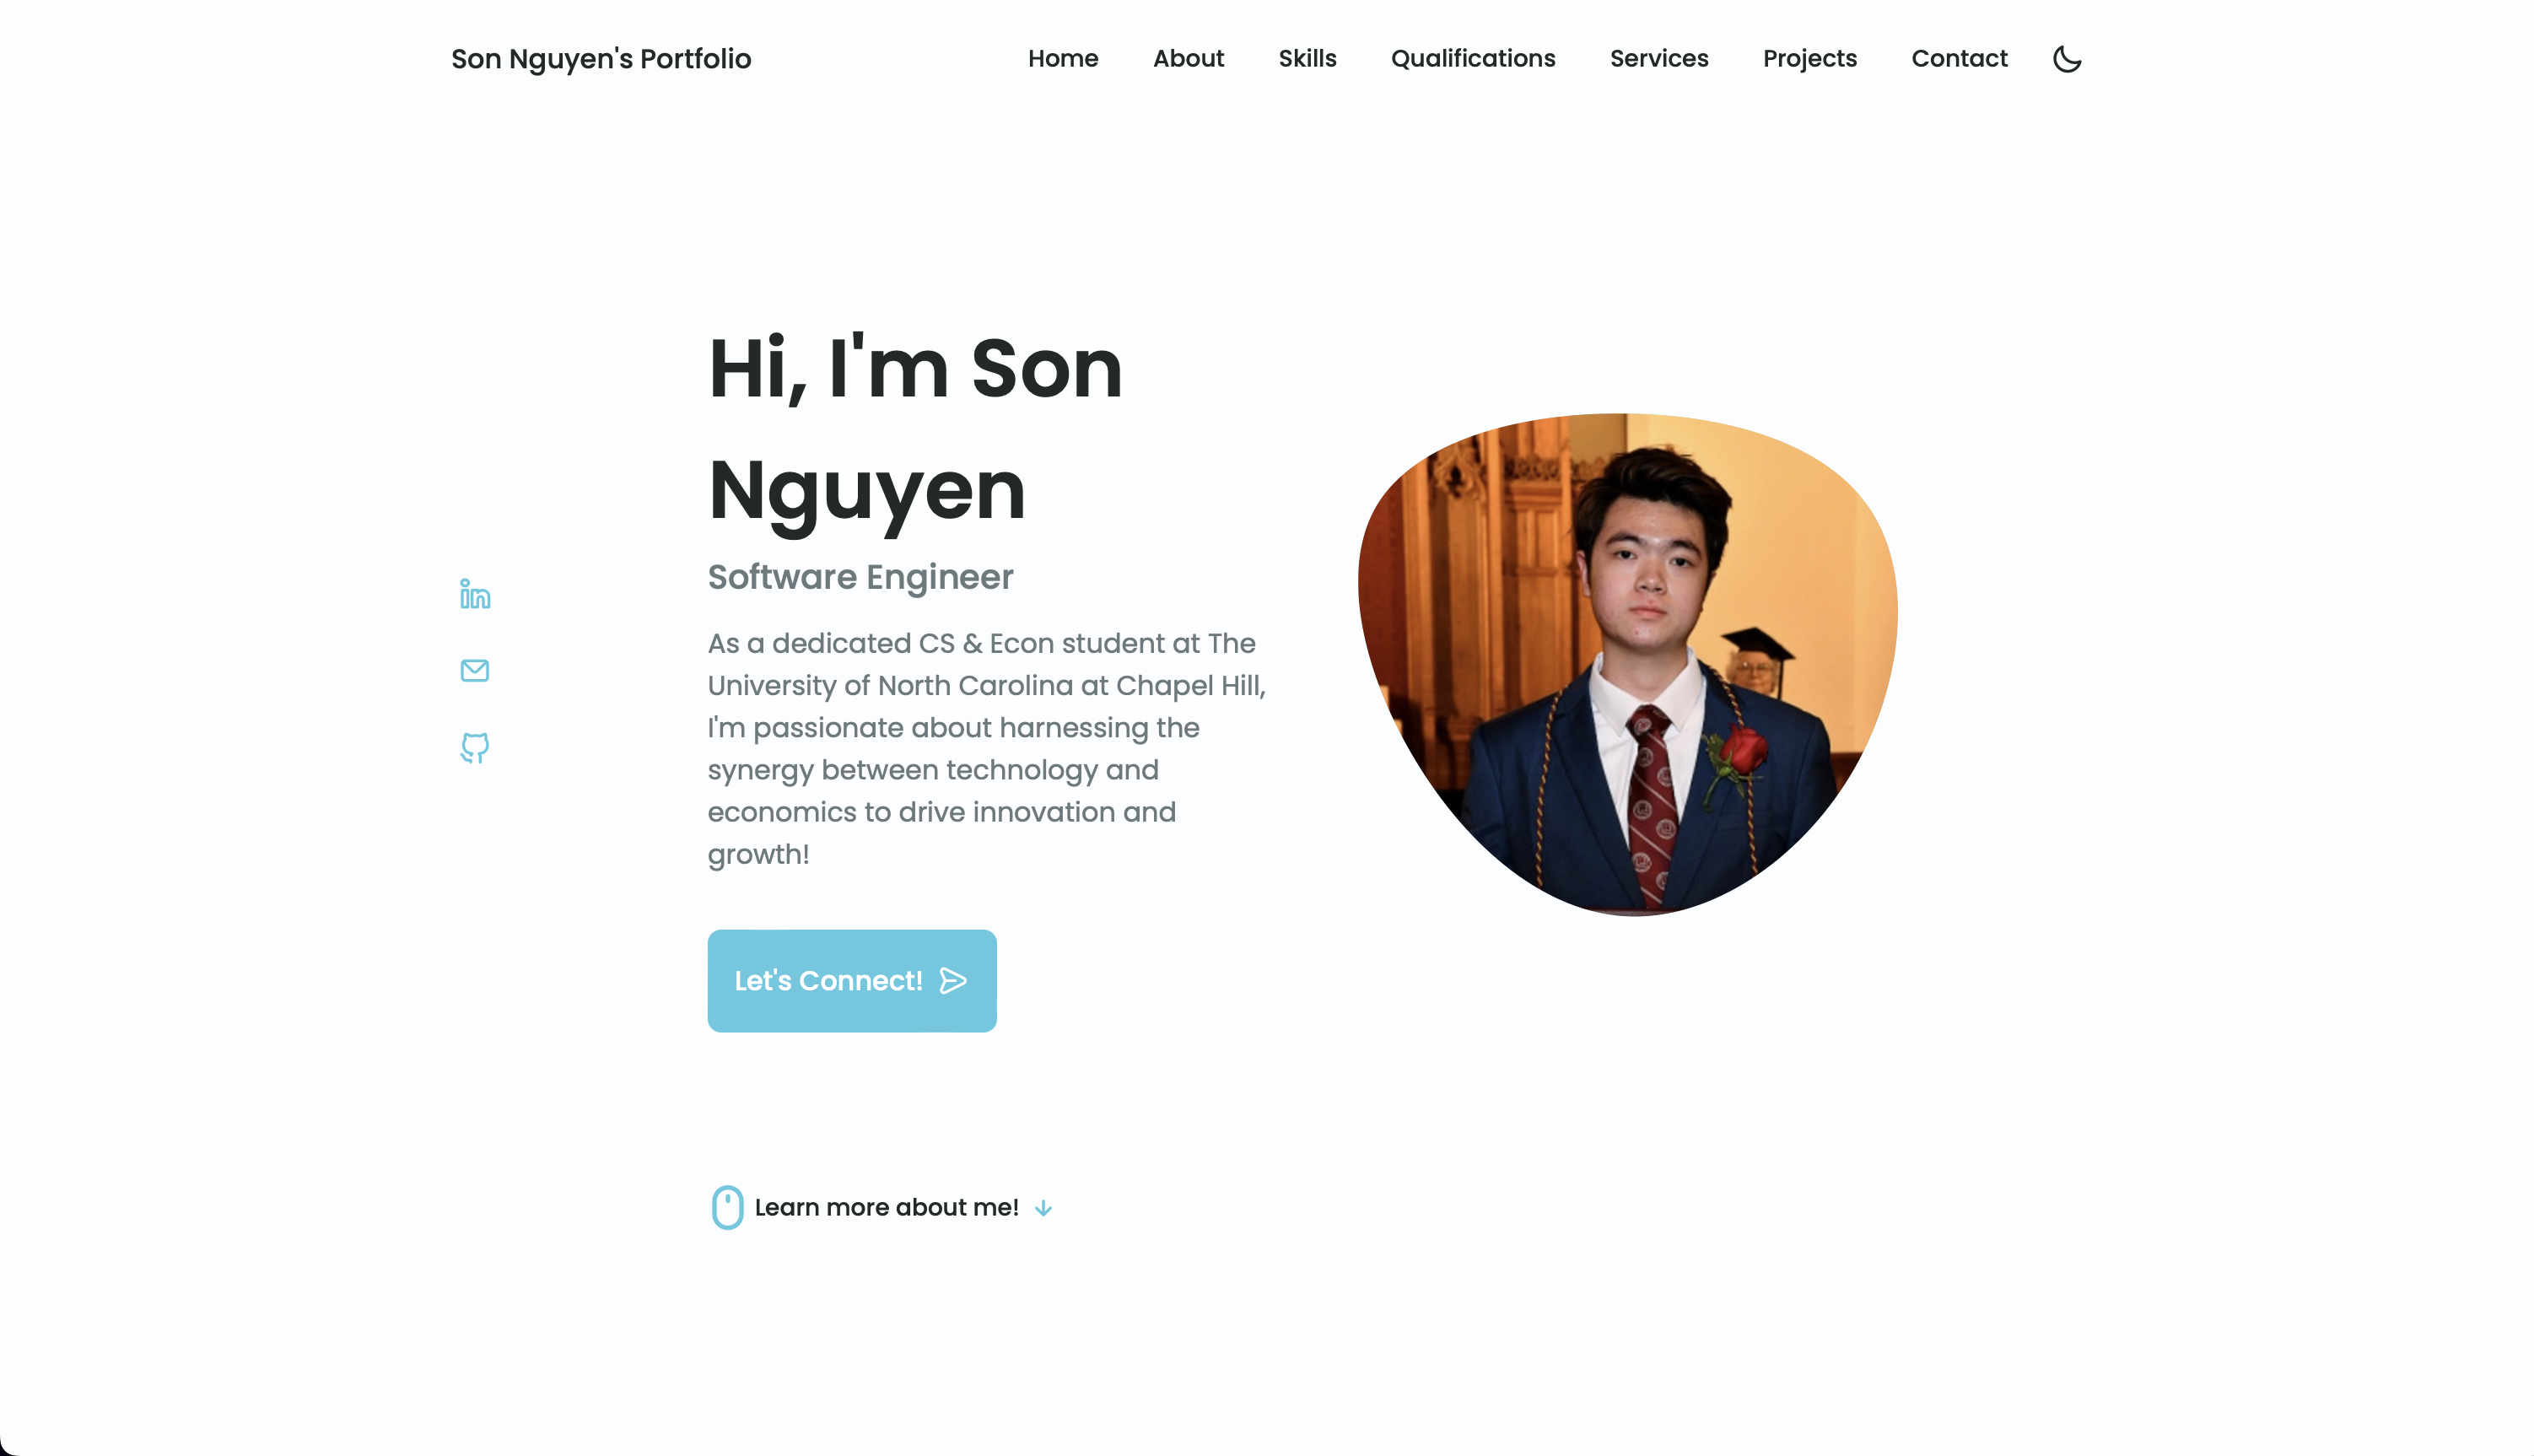 Son Nguyen's Portfolio
Home About Skills Qualifications Services Projects Contact
Hi, I'm Son
Nguyen
Software Engineer
As a dedicated CS & Econ student at The
University of North Carolina at Chapel Hill,
I'm passionate about harnessing the
synergy between technology and
economics to drive innovation and
growth!
Let's Connect!
Learn more about me!